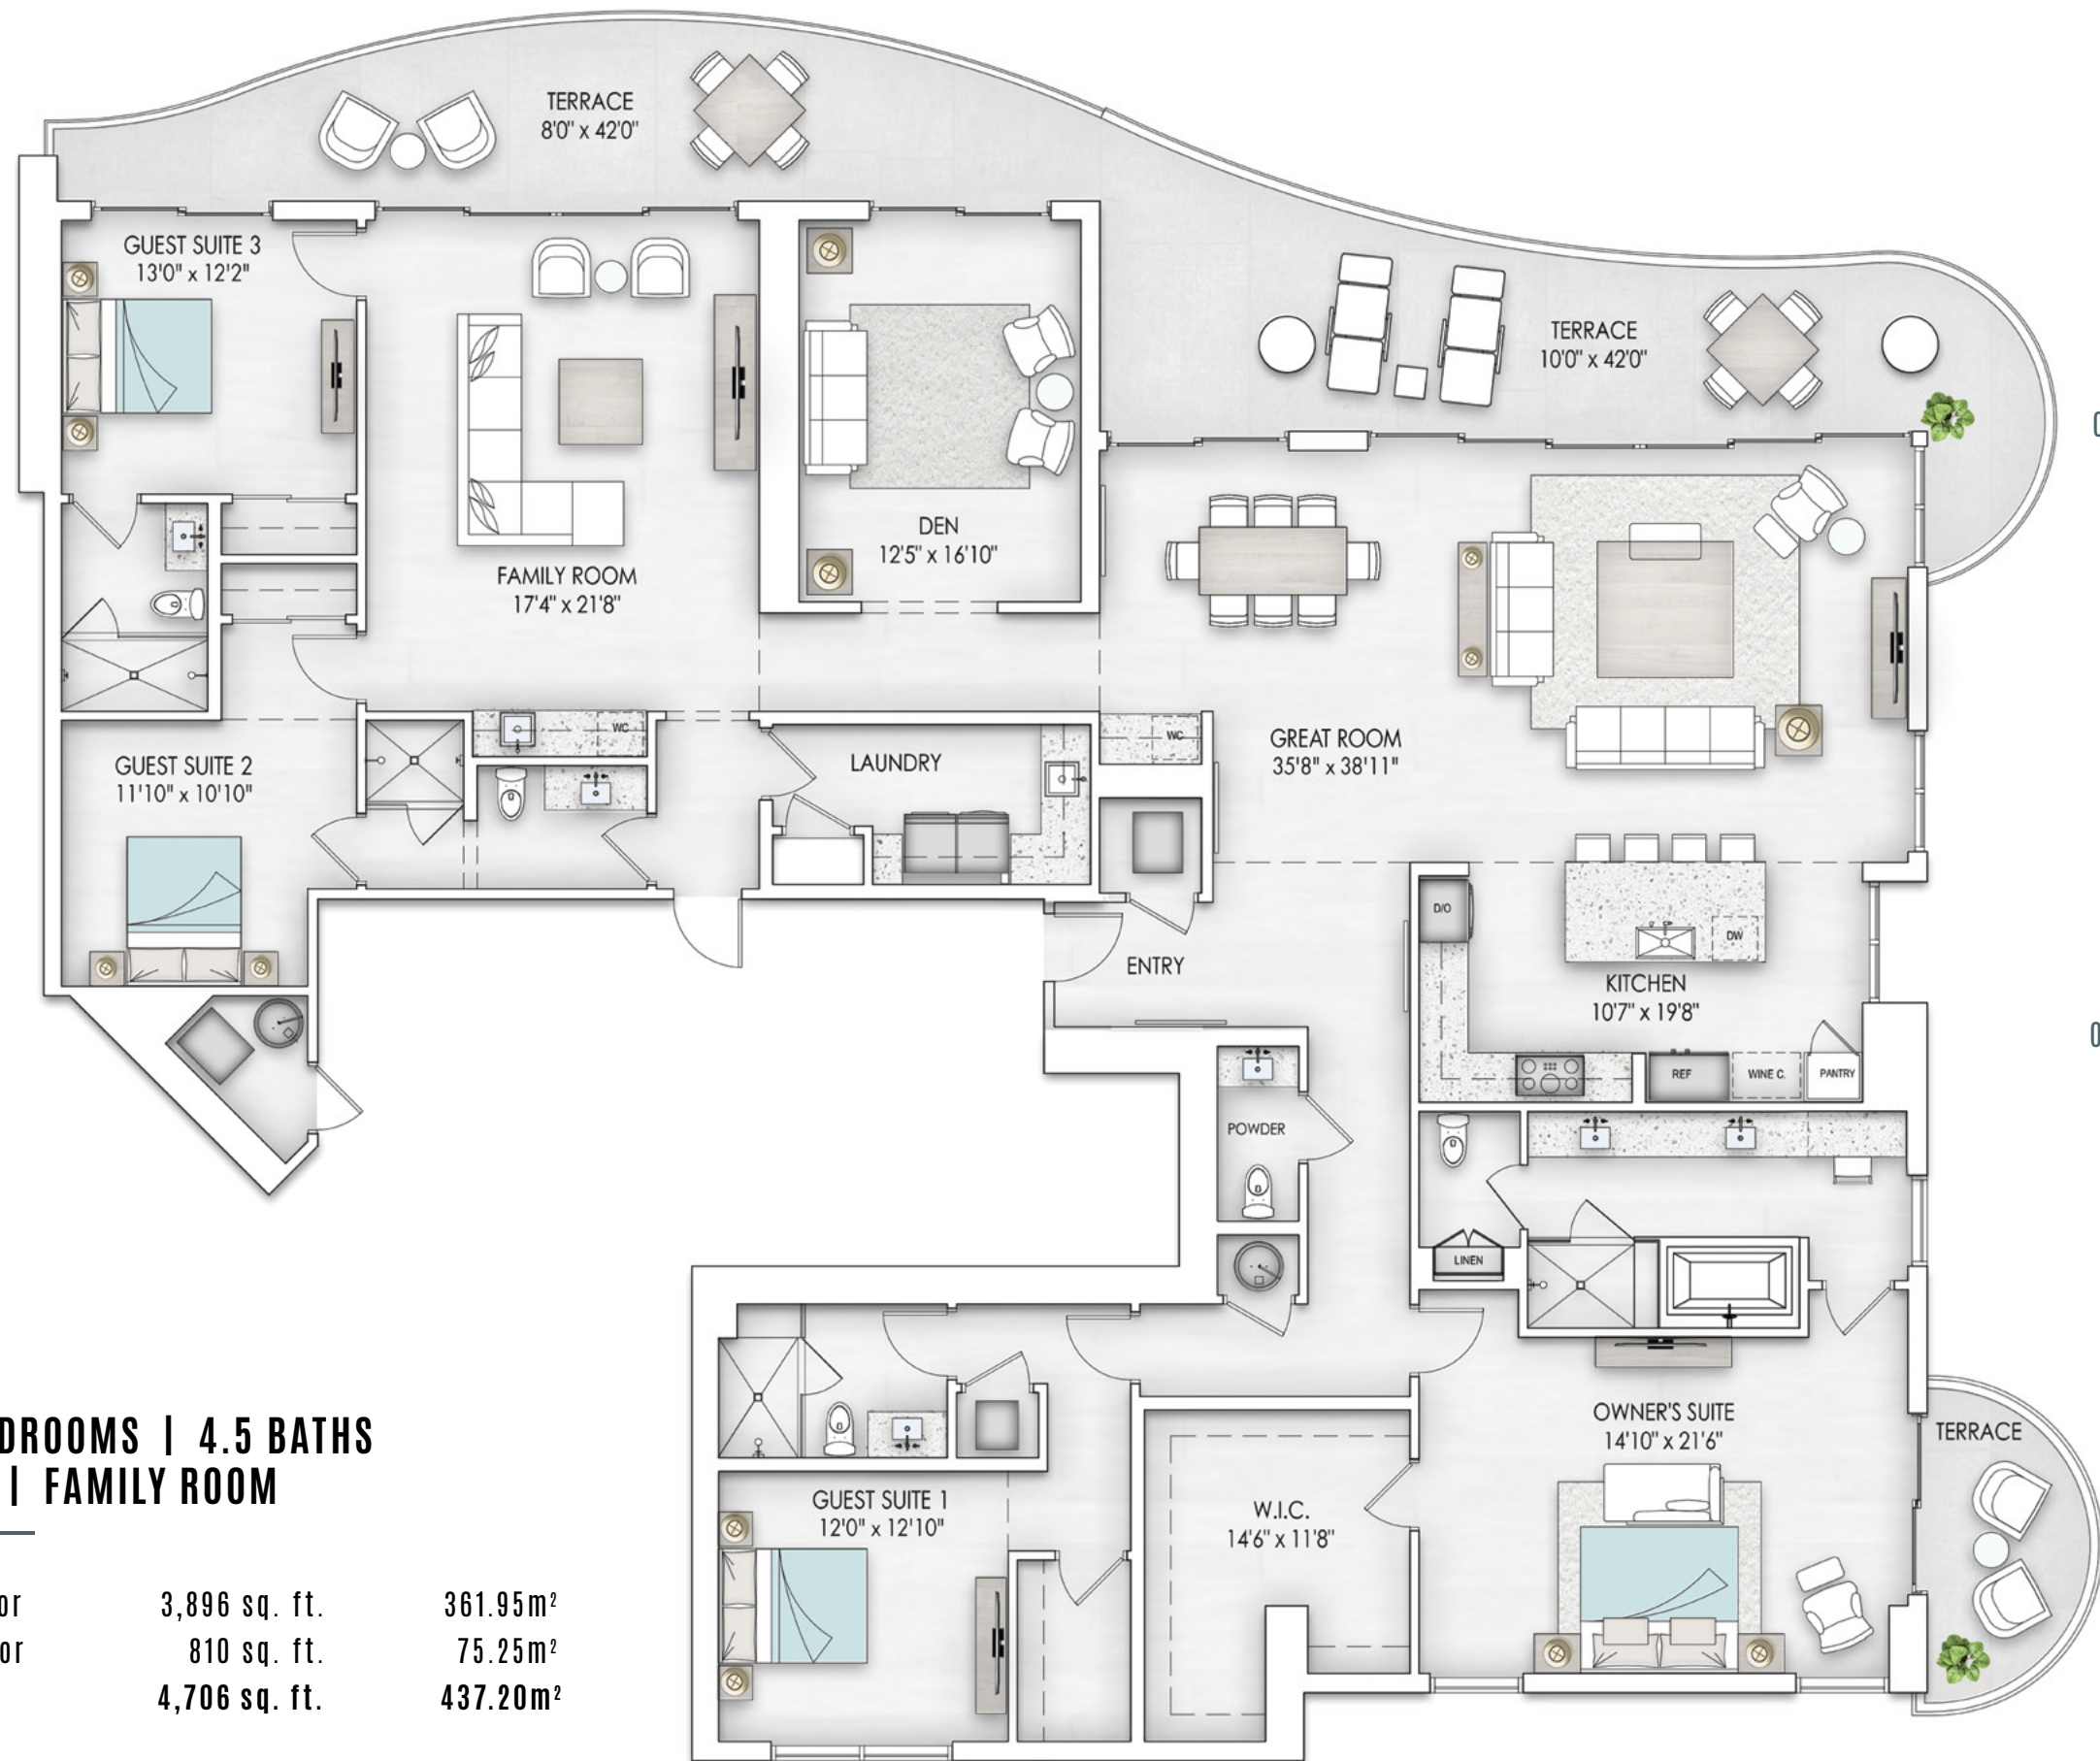 TERRACE
8'0" x 42'0"
GUEST SUITE 3
13'0" x 12'2"
TERRACE
10'0" x 42'0"
DEN
12'5" x 16'10"
FAMILY ROOM
17'4" x 21'8"
WC
WC
GREAT ROOM
35'8" x 38'11"
LAUNDRY
GUEST SUITE 2
11'10" x 10'10"
D/O
DW
ENTRY
KITCHEN
10'7" x 19'8"
REF
WINE C.
PANTRY
POWDER
LINEN
OWNER'S SUITE
14'10" x 21'6"
TERRACE
GUEST SUITE 1
12'0" x 12'10"
W.I.C.
14'6" x 11'8"
DROOMS | 4.5 BATHS
| FAMILY ROOM
or 3,896 sq. ft. 361.95m²
or 810 sq. ft. 75.25m²
4,706 sq. ft. 437.20m²